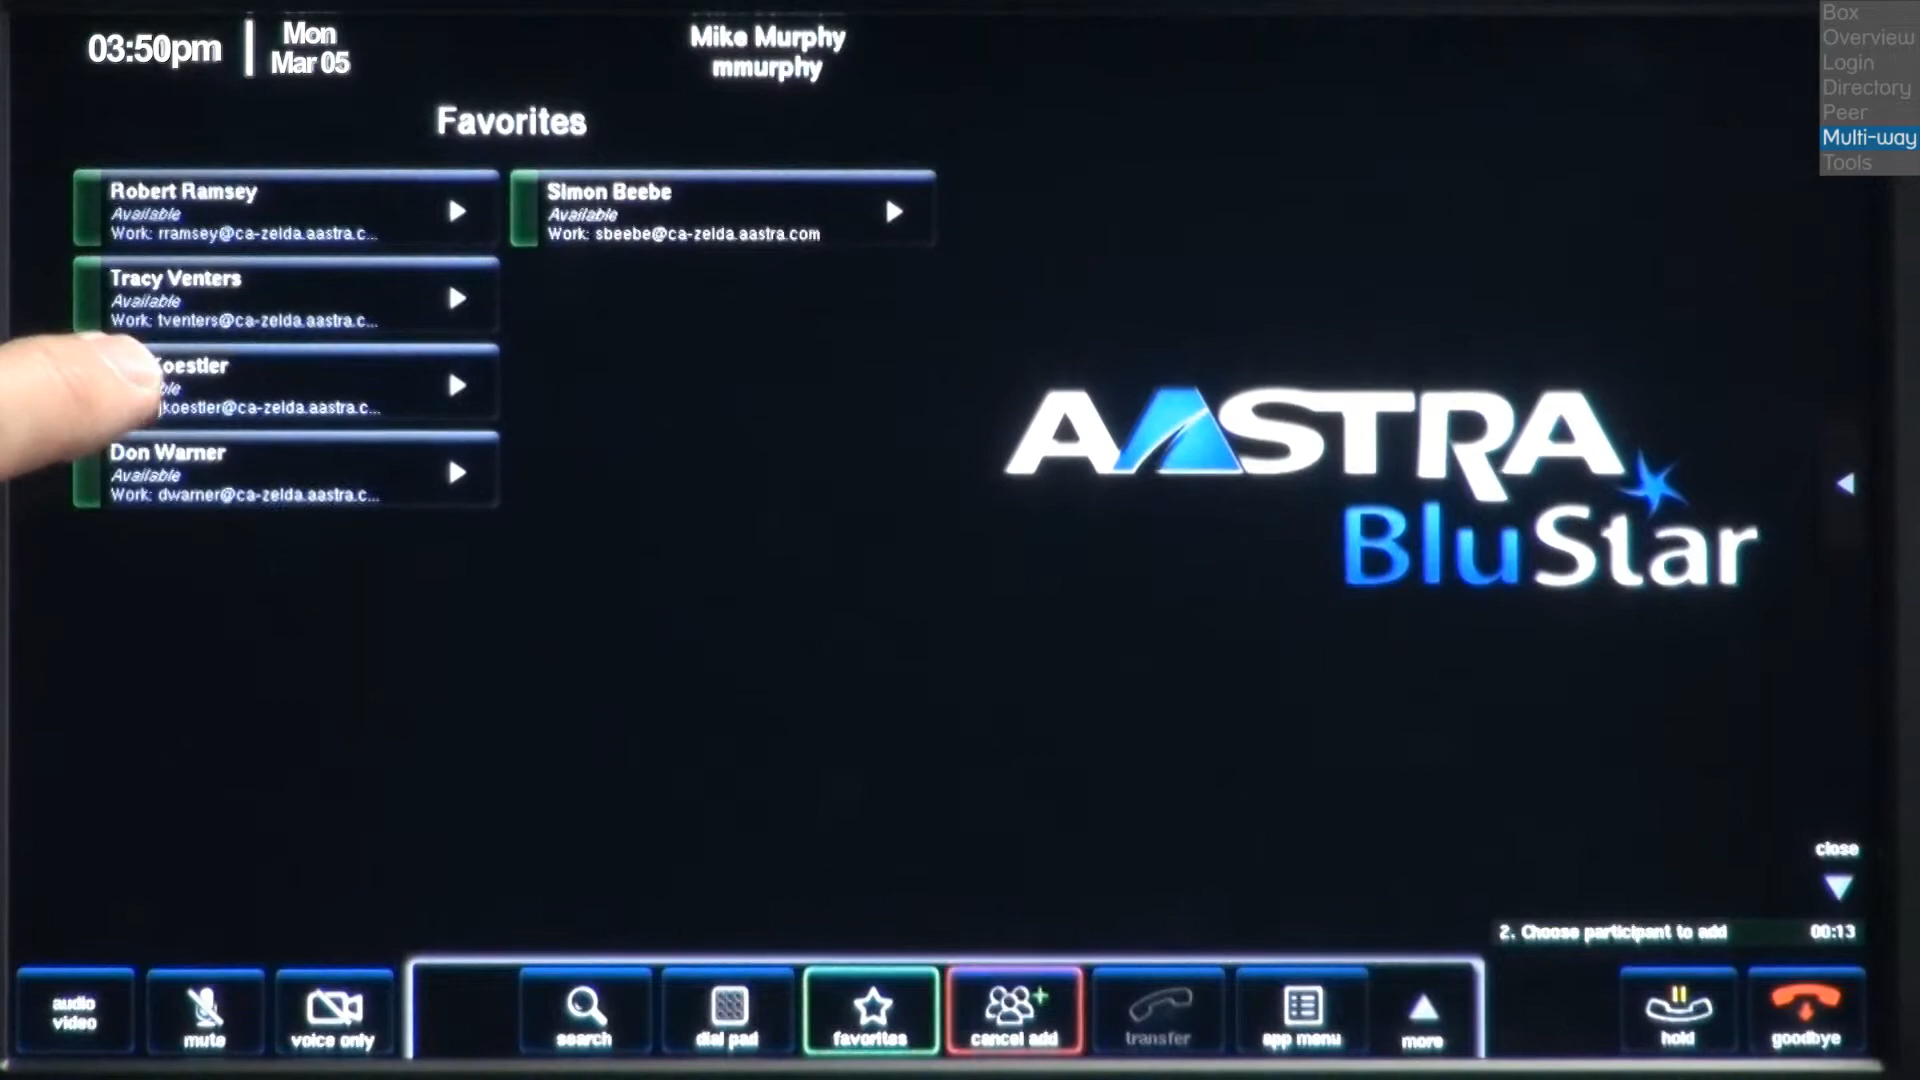 03:50pm
Mon
Mar 05
Mike Murphy
mmurphy
Box
Overview
Login
Directory
Peer
Multi-way
Tools
Favorites
Robert Ramsey
Available
Work: rramsey@ca-zelda.aastra.c...
Simon Beebe
Available
Work: sbeebe@ca-zelda.aastra.com
Tracy Venters
Available
Work: tventers@ca-zelda.aastra.c...
Koestler
jkoestler@ca-zelda.aastra.c...
Don Warner
Available
Work: dwarner@ca-zelda.aastra.c...
AASTRA
BluStar
close
2. Choose participant to add 00:13
audio
video
mute
voice only
search
dial pad
favorites
cancel add
transfer
app menu
more
hold
goodbye